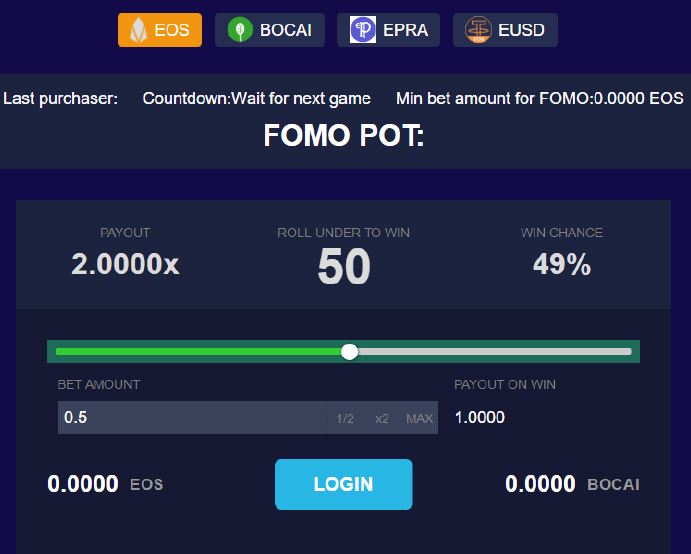 EOS BOCAI EPRA EUSD
Last purchaser: Countdown:Wait for next game Min bet amount for FOMO:0.0000 EOS
FOMO POT:
PAYOUT ROLL UNDER TO WIN WIN CHANCE
2.0000x 50 49%
BET AMOUNT PAYOUT ON WIN
0.5 1/2 x2 MAX 1.0000
0.0000 EOS LOGIN 0.0000 BOCAI